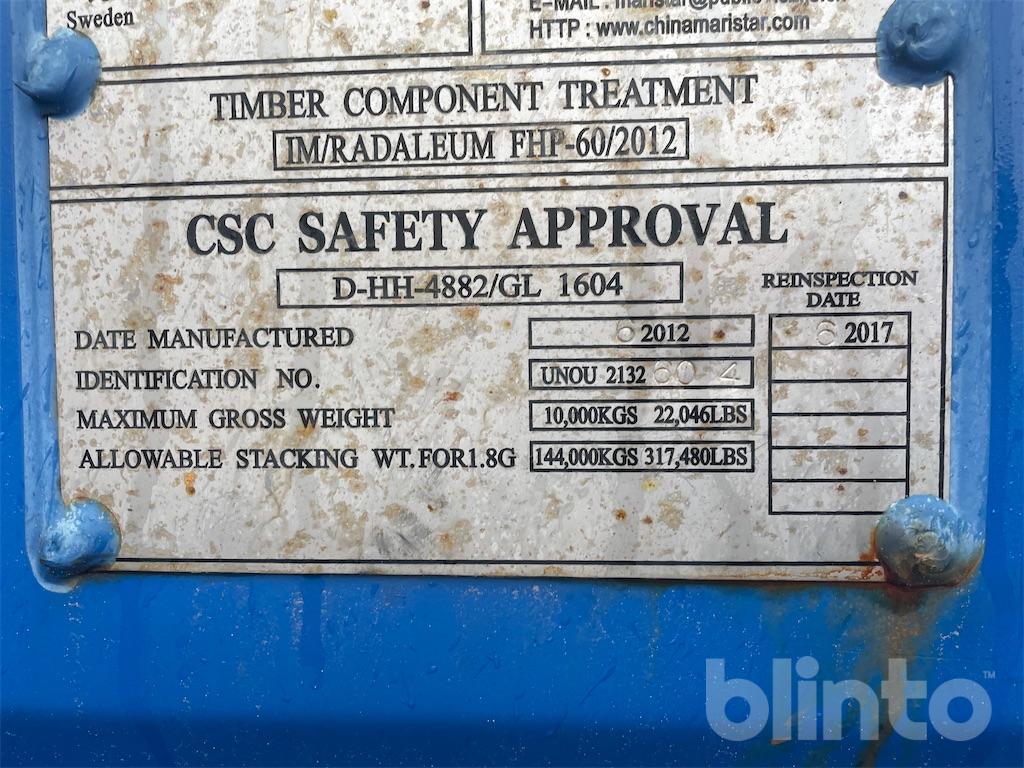 Sweden
HTTP : www.chinamaristar.com
TIMBER COMPONENT TREATMENT
IM/RADALEUM FHP-60/2012
CSC SAFETY APPROVAL
D-HH-4882/GL 1604
REINSPECTION
DATE
DATE MANUFACTURED 6 2012 6 2017
IDENTIFICATION NO. UNOU 2132 60 4
MAXIMUM GROSS WEIGHT 10,000KGS 22,046LBS
ALLOWABLE STACKING WT.FOR1.8G 144,000KGS 317,480LBS
blinto™